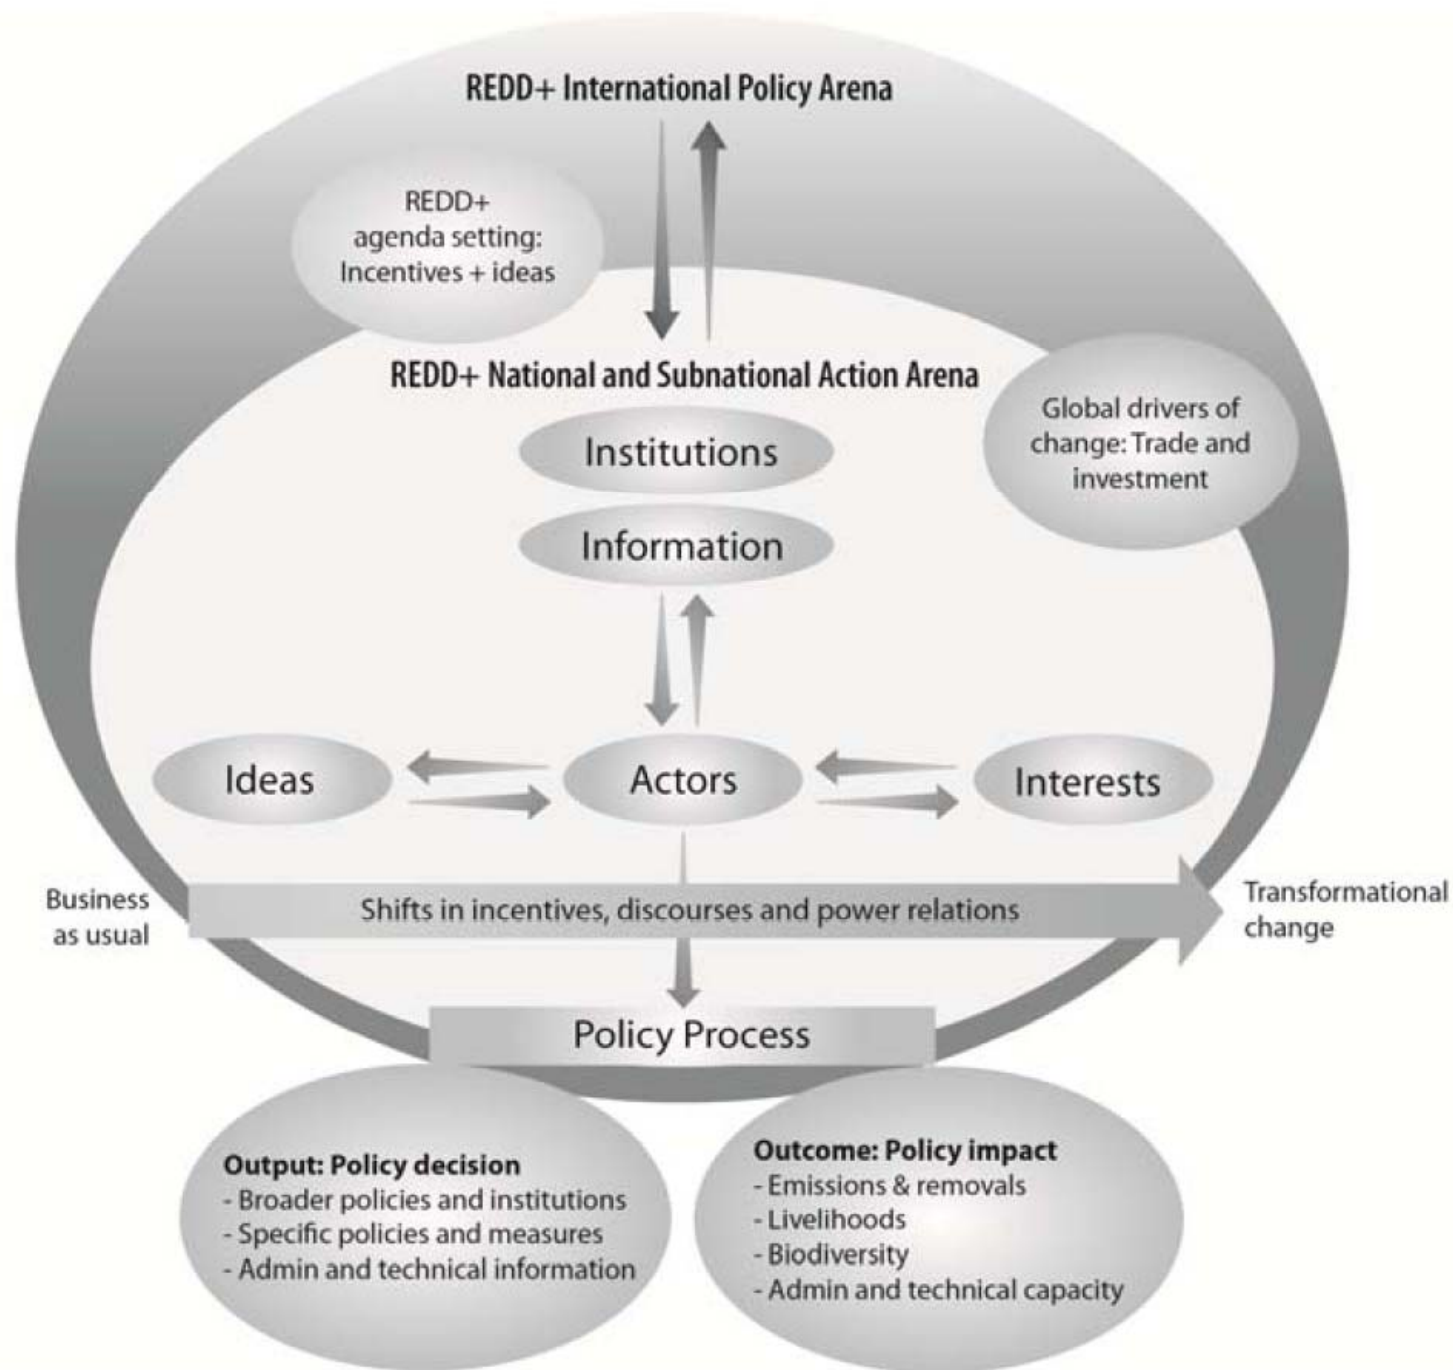 REDD+ International Policy Arena
REDD+
agenda setting:
Incentives + ideas
REDD+ National and Subnational Action Arena
Global drivers of
change: Trade and
investment
Institutions
Information
Ideas
Actors
Interests
Business
as usual
Shifts in incentives, discourses and power relations
Transformational
change
Policy Process
Output: Policy decision
- Broader policies and institutions
- Specific policies and measures
- Admin and technical information
Outcome: Policy impact
- Emissions & removals
- Livelihoods
- Biodiversity
- Admin and technical capacity